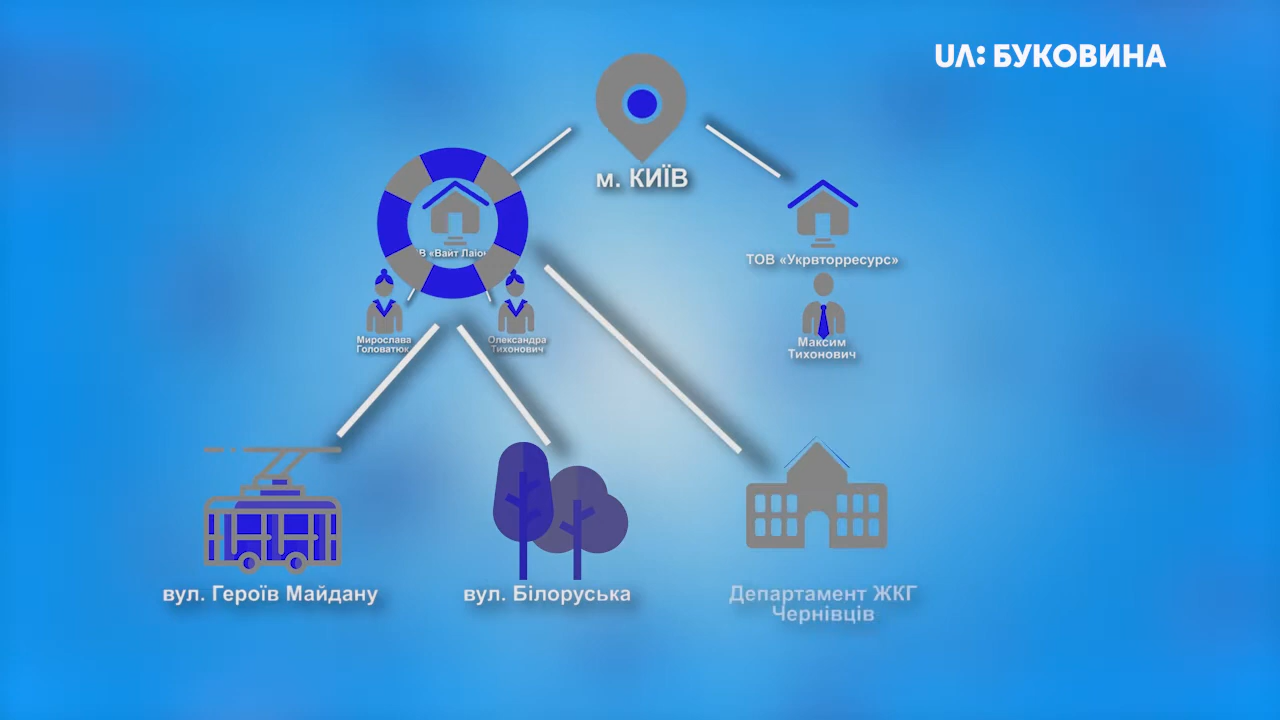 UA: БУКОВИНА
м. КИЇВ
«Вайт
ТОВ «Укрвторресурс»
Мирослава
Головатюк
Олександра
Тихонович
Максим
Тихонович
вул. Героїв Майдану
вул. Білоруська
Департамент ЖКГ
Чернівців